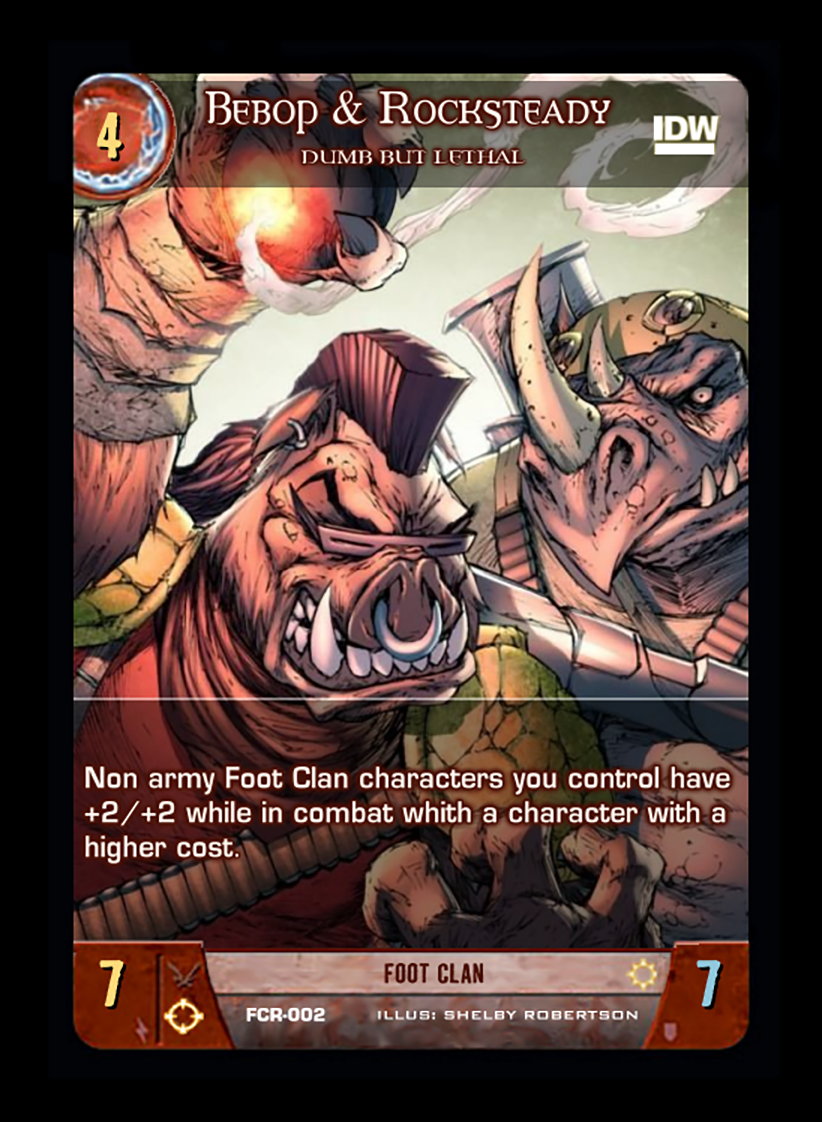 4
Bebop & Rocksteady
DUMB BUT LETHAL
IDW
Non army Foot Clan characters you control have
+2/+2 while in combat whith a character with a
higher cost.
7
FOOT CLAN
7
FCR-002
ILLUS: SHELBY ROBERTSON